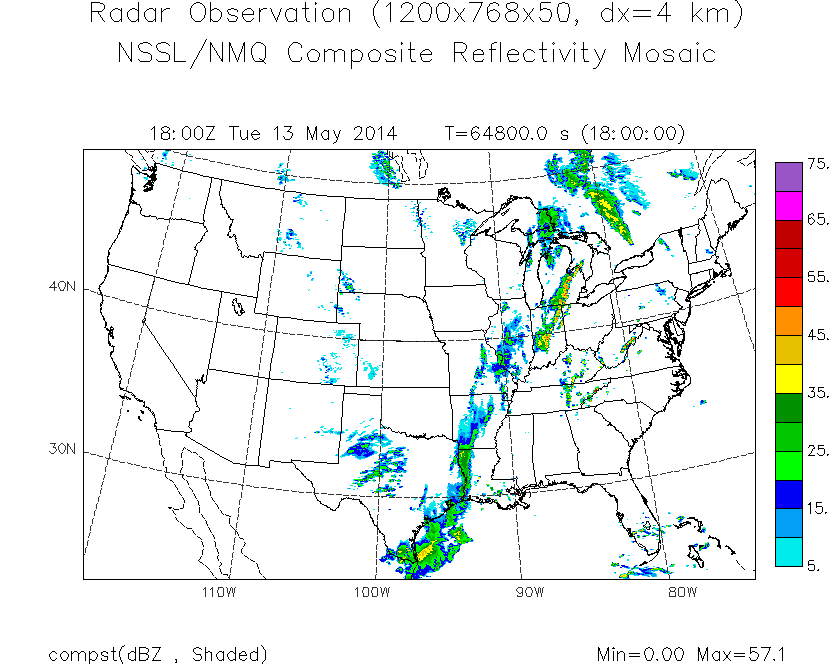 Radar Observation (1200x768x50, dx=4 km)
NSSL/NMQ Composite Reflectivity Mosaic
18:00Z Tue 13 May 2014 T=64800.0 s (18:00:00)
75.
65.
55.
45.
40N
35.
30N
25.
15.
5.
110W 100W 90W 80W
compst(dBZ , Shaded) Min=0.00 Max=57.1